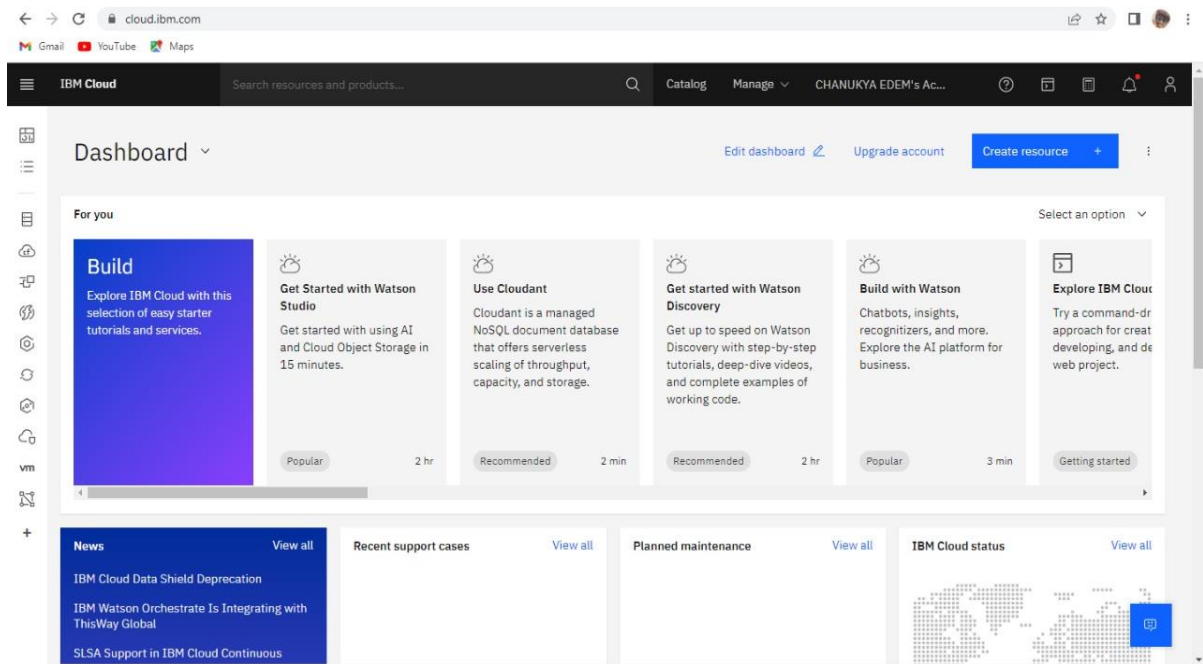 cloud.ibm.com
Gmail YouTube Maps
IBM Cloud Search resources and products... Catalog Manage CHANUKYA EDEM's Ac...
Dashboard Edit dashboard Upgrade account Create resource +
For you Select an option
Build
Explore IBM Cloud with this
selection of easy starter
tutorials and services.
Get Started with Watson
Studio
Get started with using AI
and Cloud Object Storage in
15 minutes.
Popular 2 hr
Use Cloudant
Cloudant is a managed
NoSQL document database
that offers serverless
scaling of throughput,
capacity, and storage.
Recommended 2 min
Get started with Watson
Discovery
Get up to speed on Watson
Discovery with step-by-step
tutorials, deep-dive videos,
and complete examples of
working code.
Recommended 2 hr
Build with Watson
Chatbots, insights,
recognizers, and more.
Explore the AI platform for
business.
Popular 3 min
Explore IBM Clouc
Try a command-dr
approach for creat
developing, and de
web project.
Getting started
vm
+
News View all
IBM Cloud Data Shield Deprecation
IBM Watson Orchestrate Is Integrating with
ThisWay Global
SLSA Support in IBM Cloud Continuous
Recent support cases View all
Planned maintenance View all
IBM Cloud status View all